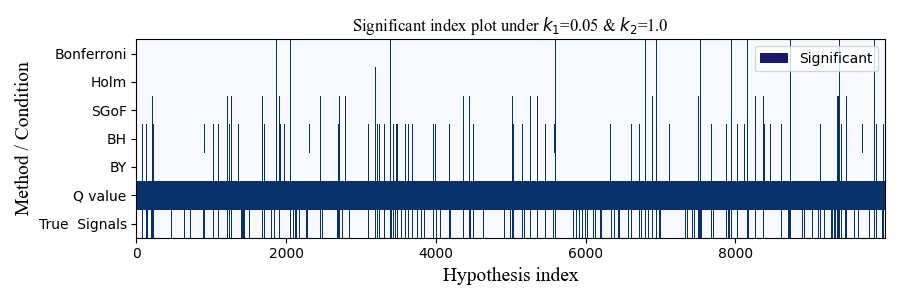 Significant index plot under k₁=0.05 & k₂=1.0
Method / Condition
Bonferroni
Holm
SGoF
BH
BY
Q value
True  Signals
Significant
0 2000 4000 6000 8000
Hypothesis index